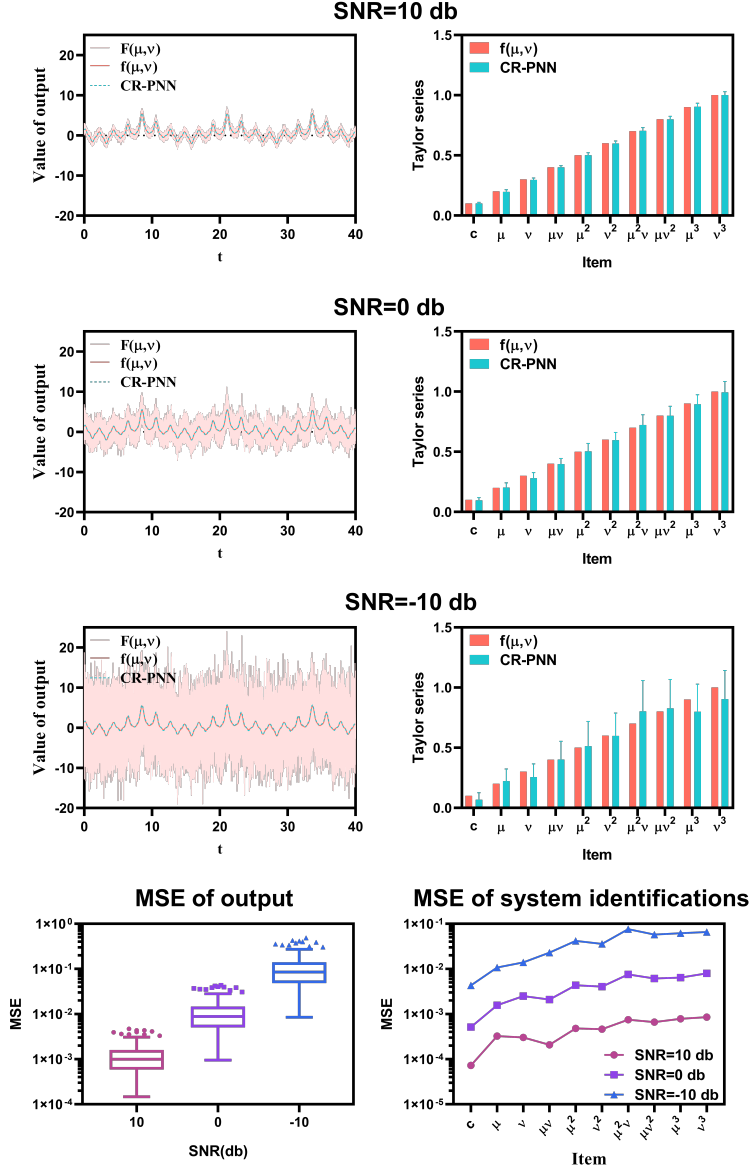 SNR=10 db
F(μ,ν)
f(μ,ν)
CR-PNN
Value of output
20
10
0
-10
-20
0 10 20 30 40
t
f(μ,ν)
CR-PNN
Taylor series
1.5
1.0
0.5
0.0
c μ ν μν μ² ν² μ²ν μν² μ³ ν³
Item
SNR=0 db
F(μ,ν)
f(μ,ν)
CR-PNN
Value of output
20
10
0
-10
-20
0 10 20 30 40
t
f(μ,ν)
CR-PNN
Taylor series
1.5
1.0
0.5
0.0
c μ ν μν μ² ν² μ²ν μν² μ³ ν³
Item
SNR=-10 db
F(μ,ν)
f(μ,ν)
CR-PNN
Value of output
20
10
0
-10
-20
0 10 20 30 40
t
f(μ,ν)
CR-PNN
Taylor series
1.5
1.0
0.5
0.0
c μ ν μν μ² ν² μ²ν μν² μ³ ν³
Item
MSE of output
MSE
1×10⁰
1×10⁻¹
1×10⁻²
1×10⁻³
1×10⁻⁴
10 0 -10
SNR(db)
MSE of system identifications
MSE
1×10⁻¹
1×10⁻²
1×10⁻³
1×10⁻⁴
1×10⁻⁵
SNR=10 db
SNR=0 db
SNR=-10 db
c μ ν μν μ² ν² μ²ν μν² μ³ ν³
Item